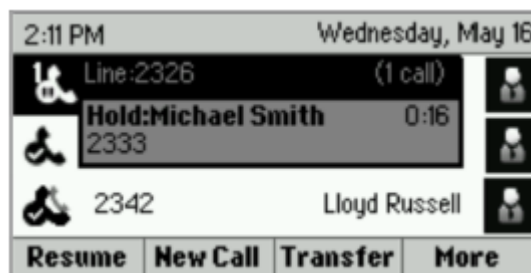 2:11 PM Wednesday, May 16
Line:2326 (1 call)
Hold:Michael Smith 0:16
2333
2342 Lloyd Russell
Resume New Call Transfer More